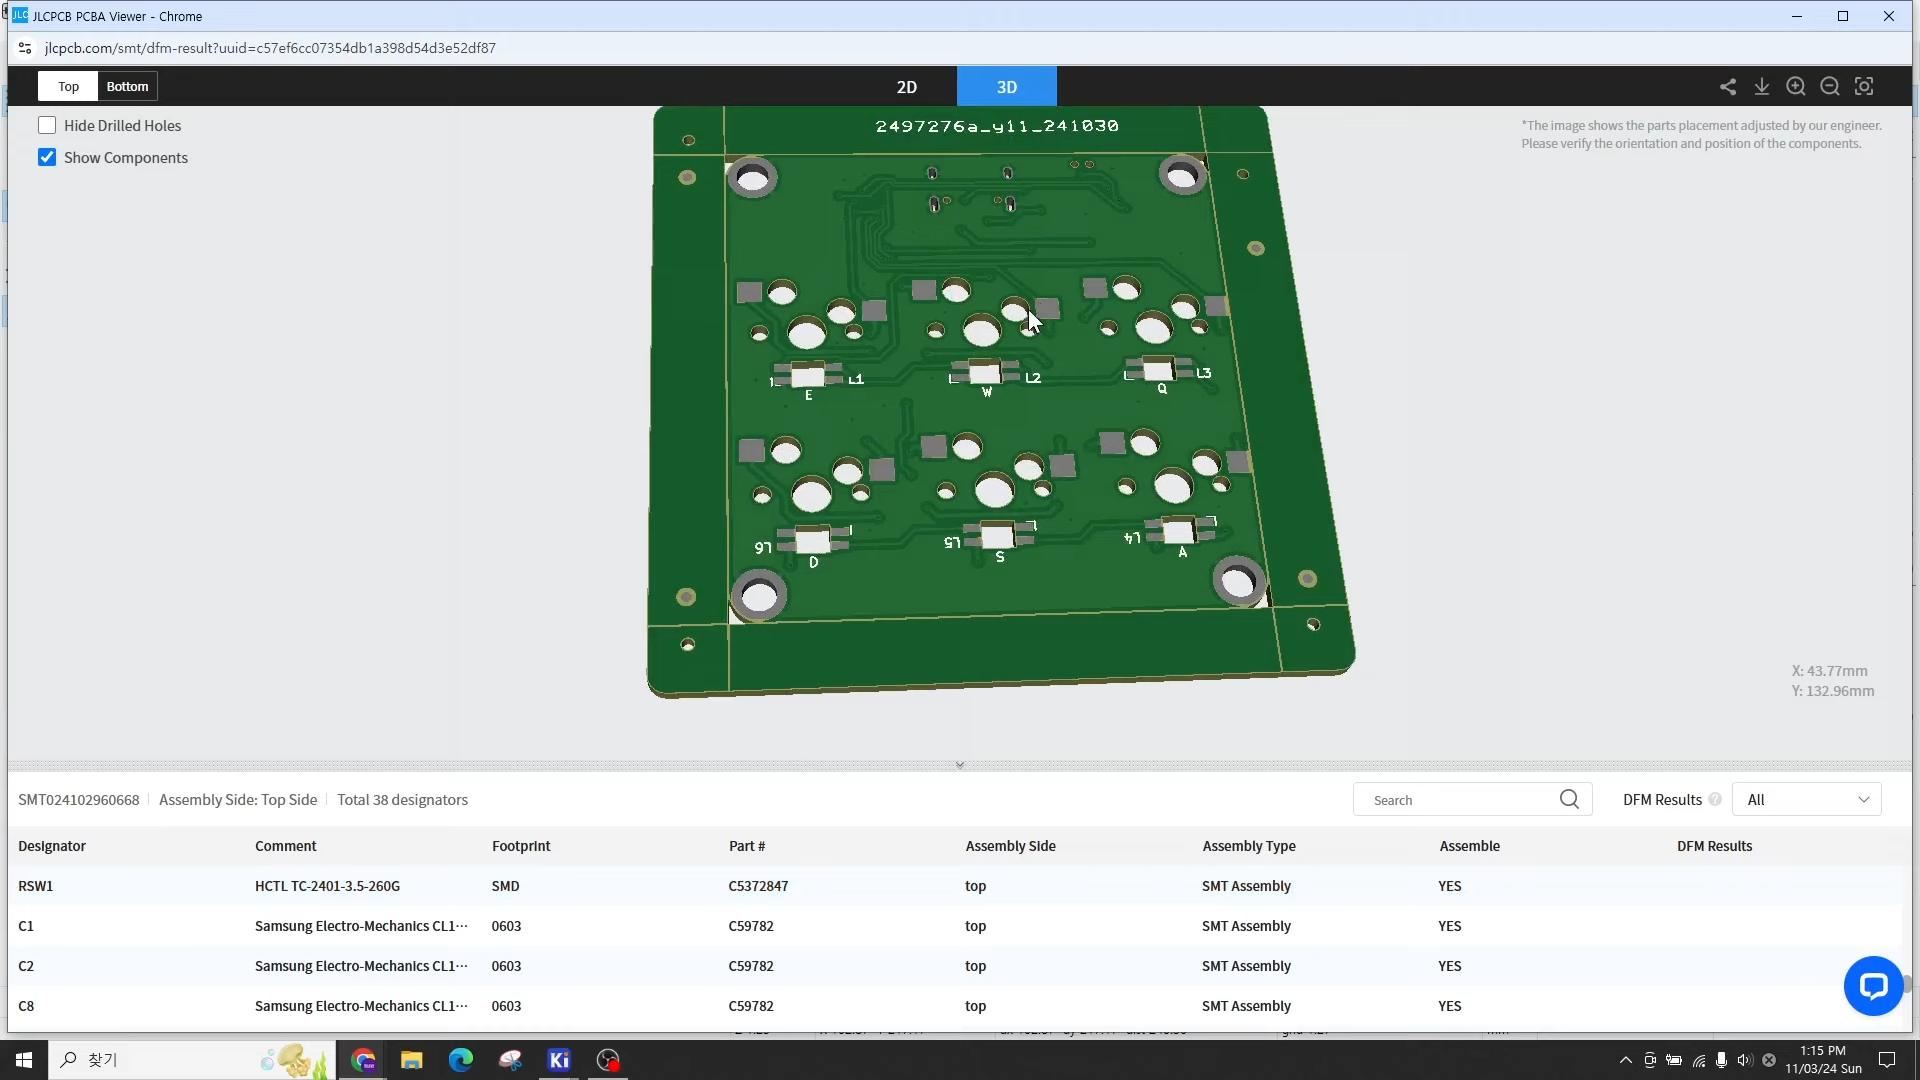 JLCPCB PCBA Viewer - Chrome
jlcpcb.com/smt/dfm-result?uuid=c57ef6cc07354db1a398d54d3e52df87
Top
Bottom
2D
3D
Hide Drilled Holes
Show Components
*The image shows the parts placement adjusted by our engineer.
Please verify the orientation and position of the components.
2497276a_y11_241030
L1
L2
L3
E
W
Q
L6
L5
L4
D
S
A
X: 43.77mm
Y: 132.96mm
SMT024102960668
Assembly Side: Top Side
Total 38 designators
Search
DFM Results
All
Designator Comment Footprint Part # Assembly Side Assembly Type Assemble DFM Results
RSW1 HCTL TC-2401-3.5-260G SMD C5372847 top SMT Assembly YES
C1 Samsung Electro-Mechanics CL1··· 0603 C59782 top SMT Assembly YES
C2 Samsung Electro-Mechanics CL1··· 0603 C59782 top SMT Assembly YES
C8 Samsung Electro-Mechanics CL1··· 0603 C59782 top SMT Assembly YES
찾기
Ki
1:15 PM
11/03/24 Sun